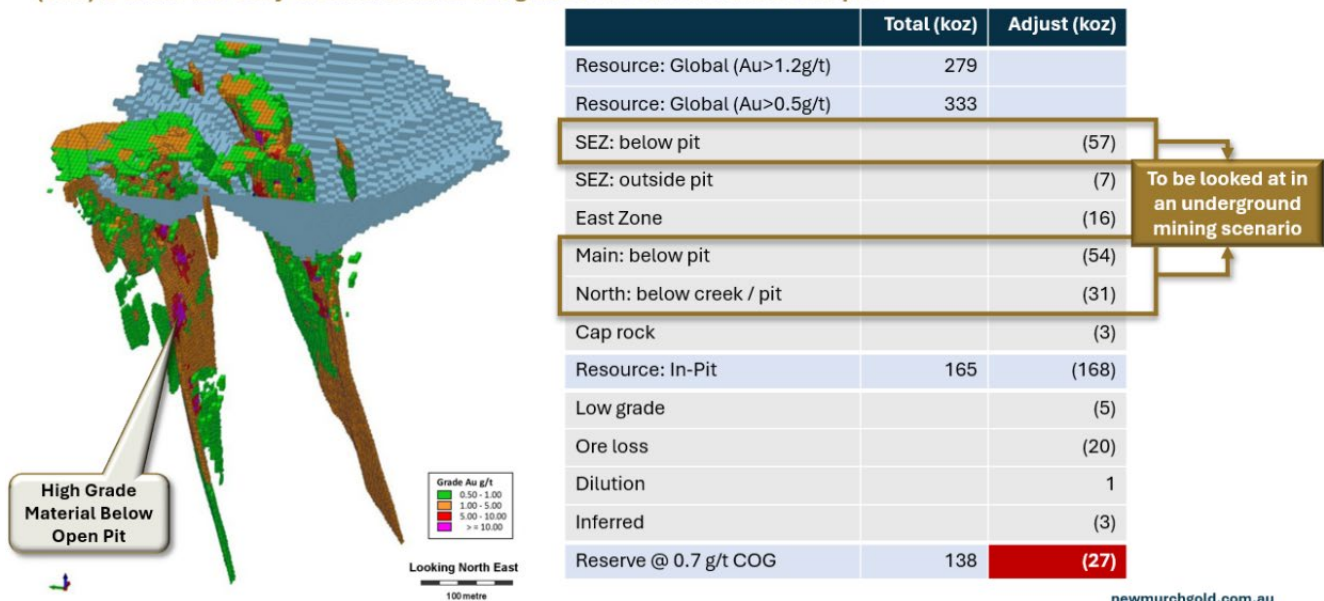 Total (koz) Adjust (koz)
Resource: Global (Au>1.2g/t) 279
Resource: Global (Au>0.5g/t) 333
SEZ: below pit (57)
SEZ: outside pit (7)
East Zone (16)
Main: below pit (54)
North: below creek / pit (31)
Cap rock (3)
Resource: In-Pit 165 (168)
Low grade (5)
Ore loss (20)
Dilution 1
Inferred (3)
Reserve @ 0.7 g/t COG 138 (27)
To be looked at in
an underground
mining scenario
High Grade
Material Below
Open Pit
Grade Au g/t
0.50 - 1.00
1.00 - 5.00
5.00 - 10.00
> = 10.00
Looking North East
100 metre
newmurchgold.com.au